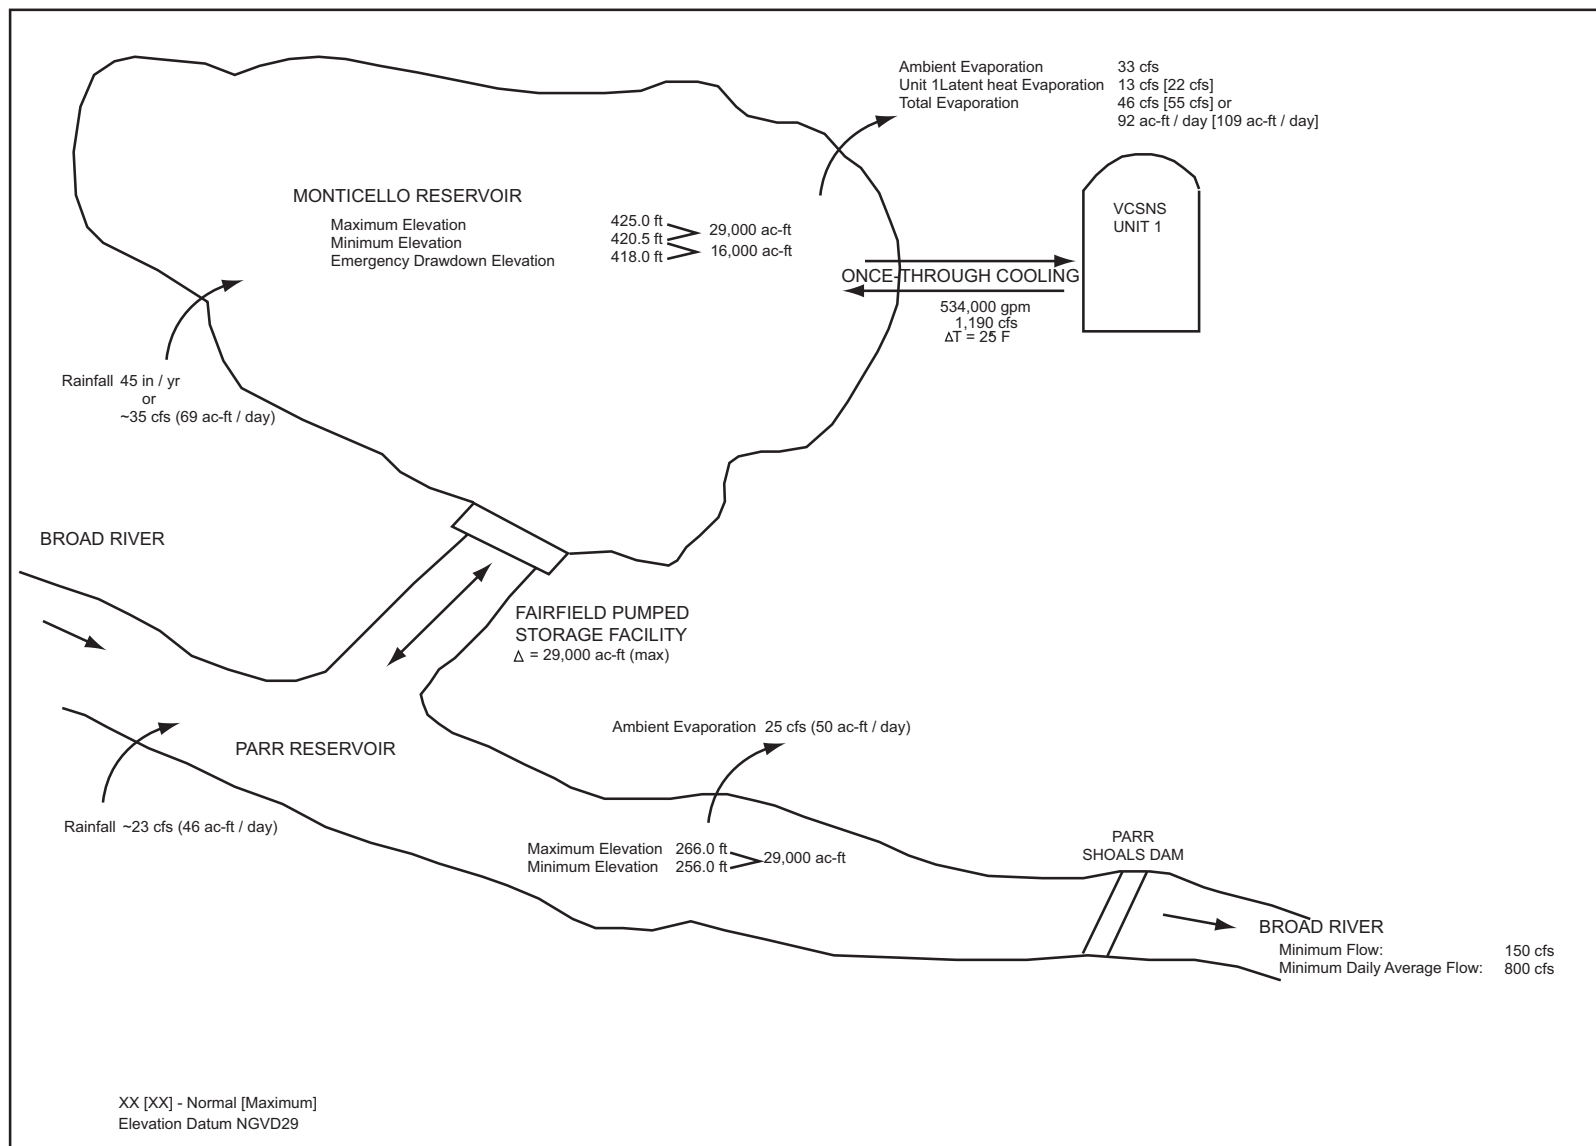 Ambient Evaporation 33 cfs
Unit 1Latent heat Evaporation 13 cfs [22 cfs]
Total Evaporation 46 cfs [55 cfs] or
92 ac-ft / day [109 ac-ft / day]
MONTICELLO RESERVOIR
Maximum Elevation 425.0 ft
Minimum Elevation 420.5 ft
Emergency Drawdown Elevation 418.0 ft
29,000 ac-ft
16,000 ac-ft
VCSNS
UNIT 1
ONCE-THROUGH COOLING
534,000 gpm
1,190 cfs
ΔT = 25 F
Rainfall 45 in / yr
or
~35 cfs (69 ac-ft / day)
BROAD RIVER
FAIRFIELD PUMPED
STORAGE FACILITY
Δ = 29,000 ac-ft (max)
Ambient Evaporation 25 cfs (50 ac-ft / day)
PARR RESERVOIR
Rainfall ~23 cfs (46 ac-ft / day)
Maximum Elevation 266.0 ft
Minimum Elevation 256.0 ft
29,000 ac-ft
PARR
SHOALS DAM
BROAD RIVER
Minimum Flow: 150 cfs
Minimum Daily Average Flow: 800 cfs
XX [XX] - Normal [Maximum]
Elevation Datum NGVD29